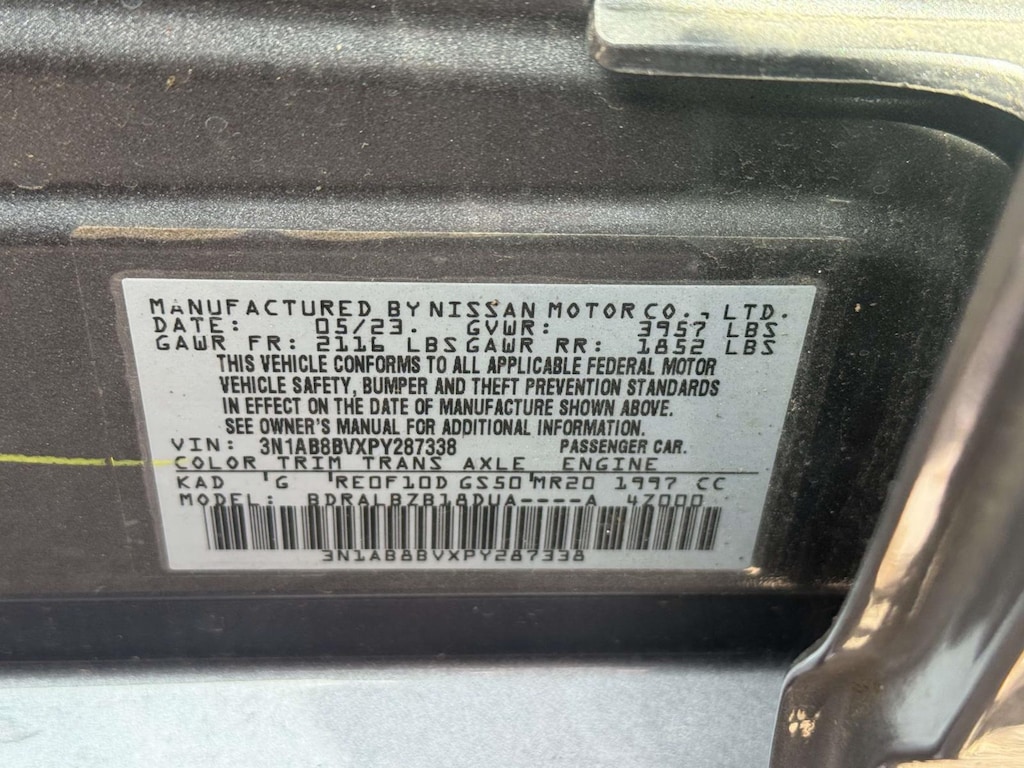 MANUFACTURED BY NISSAN MOTOR CO., LTD.
DATE: 05/23. GVWR: 3957 LBS
GAWR FR: 2116 LBS GAWR RR: 1852 LBS
THIS VEHICLE CONFORMS TO ALL APPLICABLE FEDERAL MOTOR
VEHICLE SAFETY, BUMPER AND THEFT PREVENTION STANDARDS
IN EFFECT ON THE DATE OF MANUFACTURE SHOWN ABOVE.
SEE OWNER'S MANUAL FOR ADDITIONAL INFORMATION.
VIN: 3N1AB8BVXPY287338 PASSENGER CAR.
COLOR TRIM TRANS AXLE ENGINE
KAD 'G 'RE0F10D GS50 'MR20 1997 CC
MODEL: BDRALBZB18DUA----A 4Z000
3N1AB8BVXPY287338